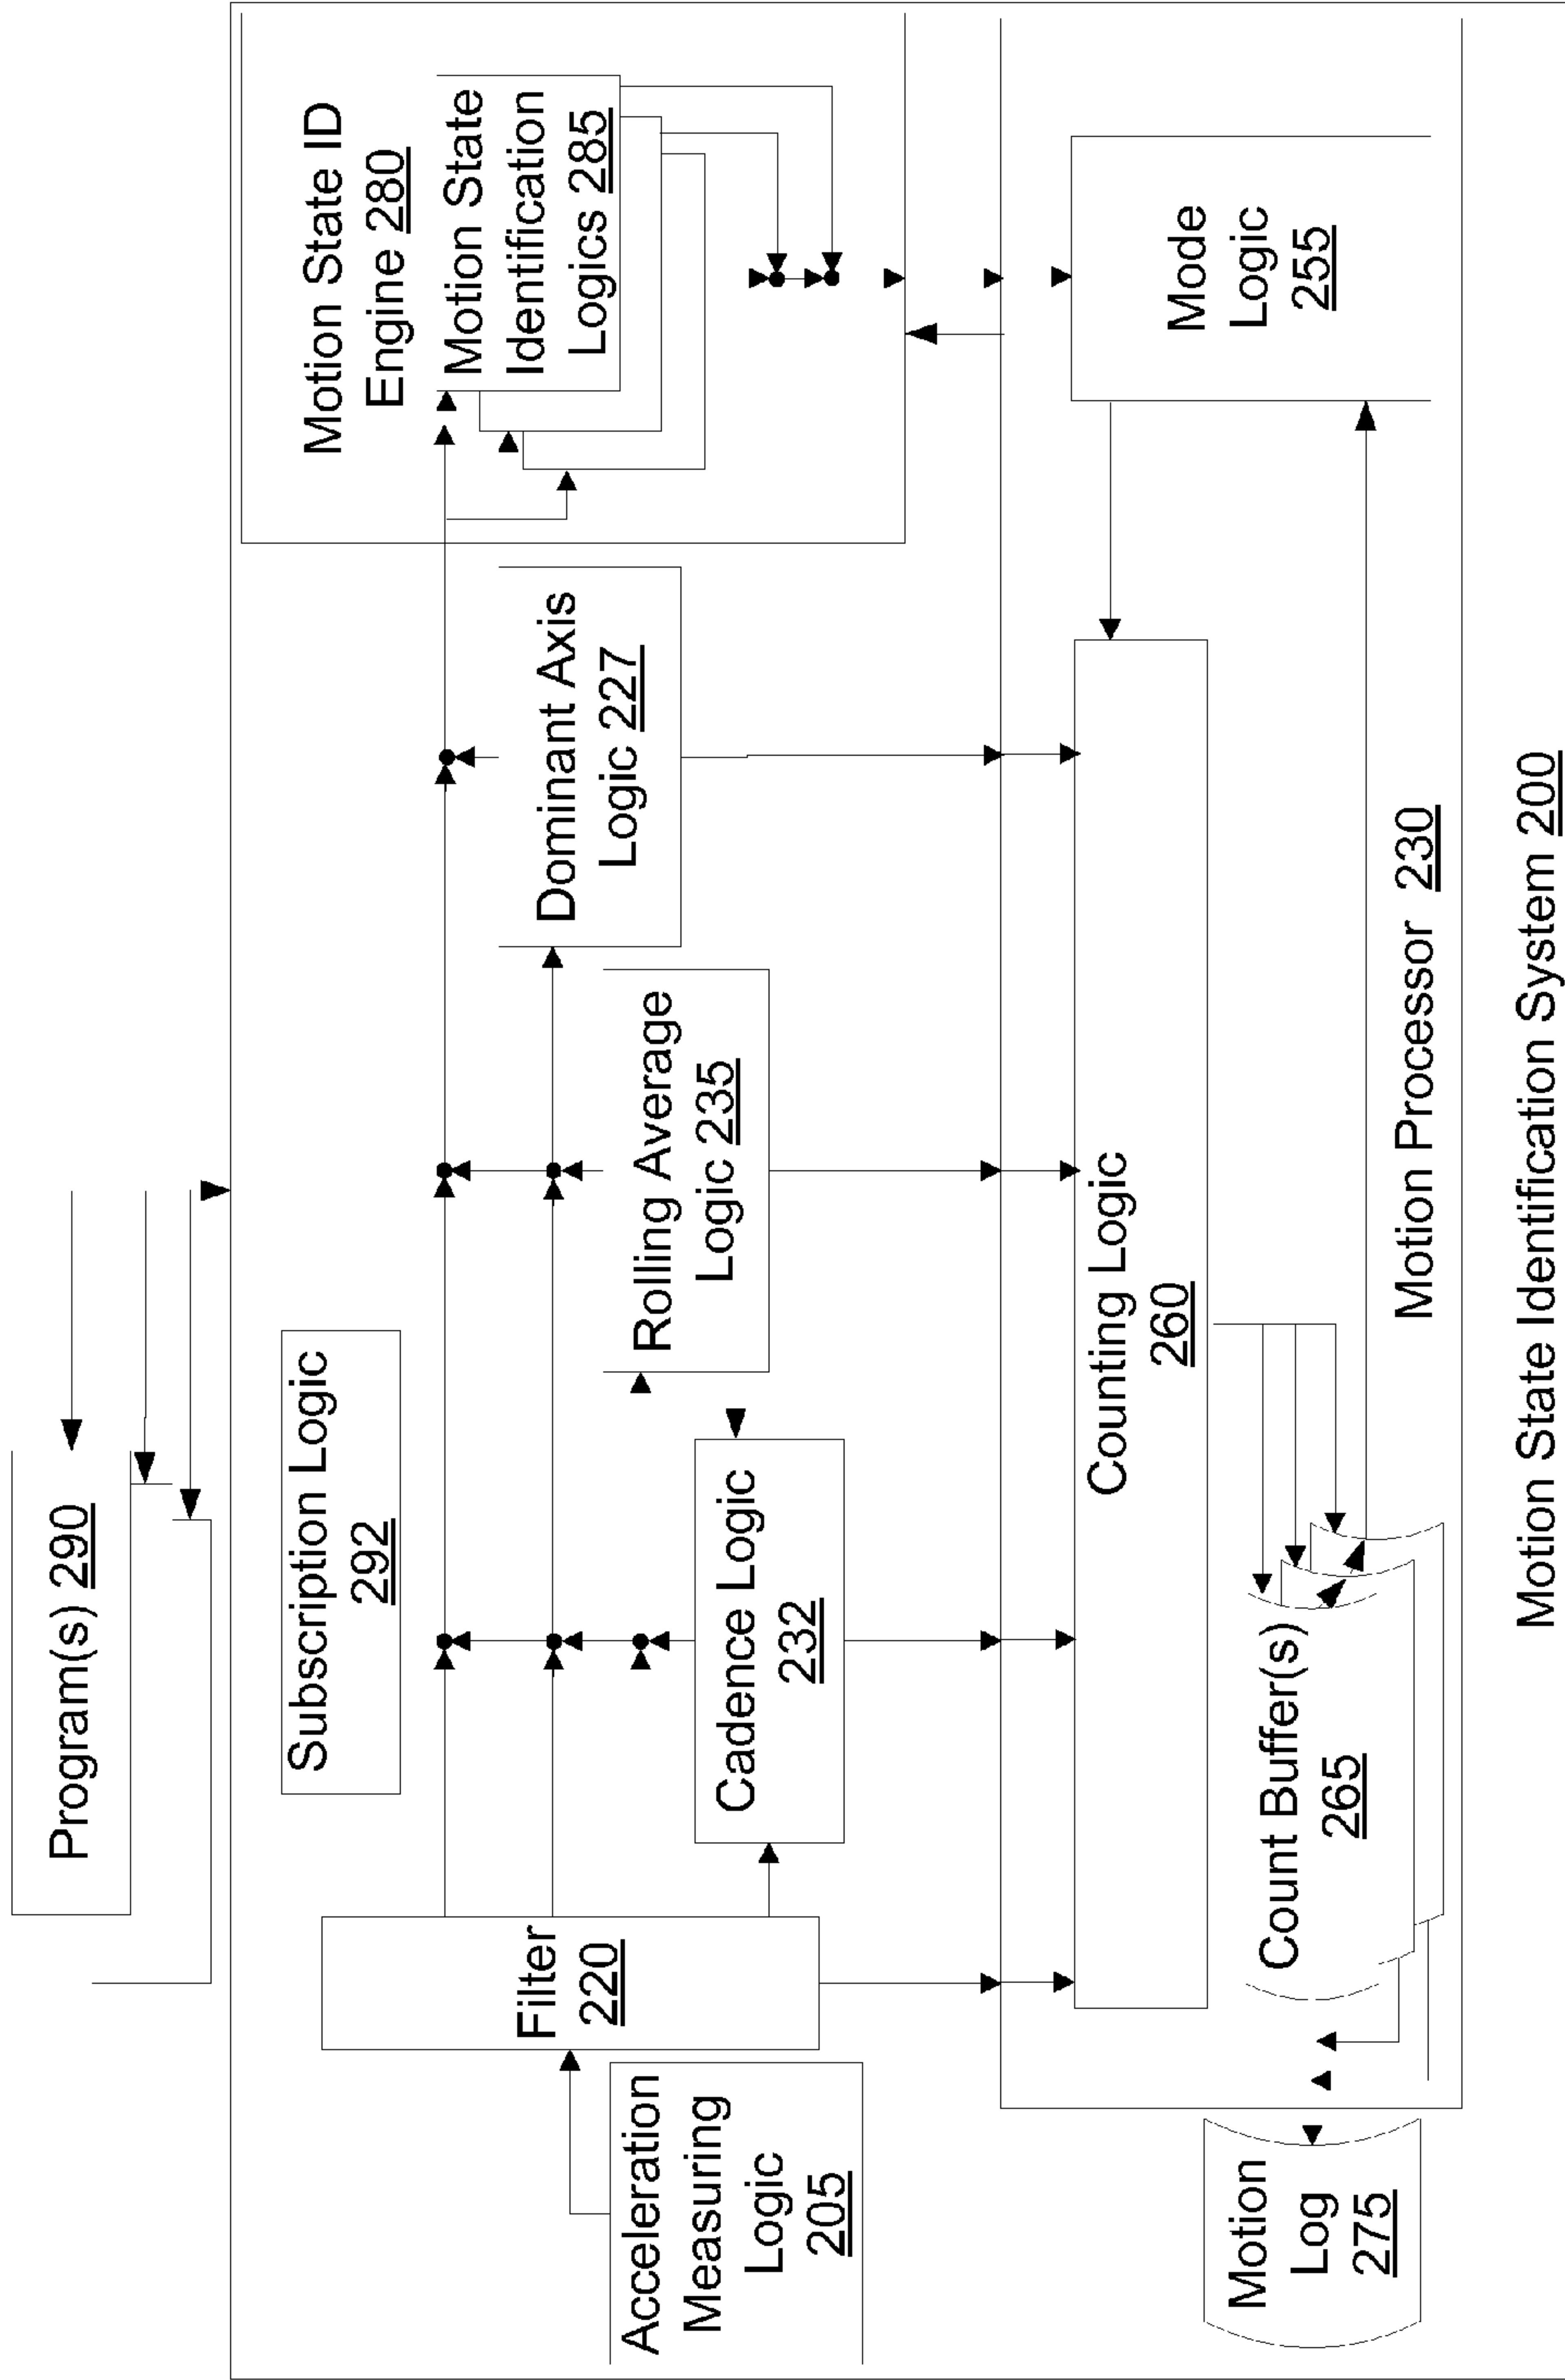 Program(s) 290
Subscription Logic
292
Motion State ID
Engine 280
Motion State
Identification
Logics 285
Filter
220
Acceleration
Measuring
Logic
205
Cadence Logic
232
Rolling Average
Logic 235
Dominant Axis
Logic 227
Counting Logic
260
Mode
Logic
255
Count Buffer(s)
265
Motion
Log
275
Motion Processor 230
Motion State Identification System 200